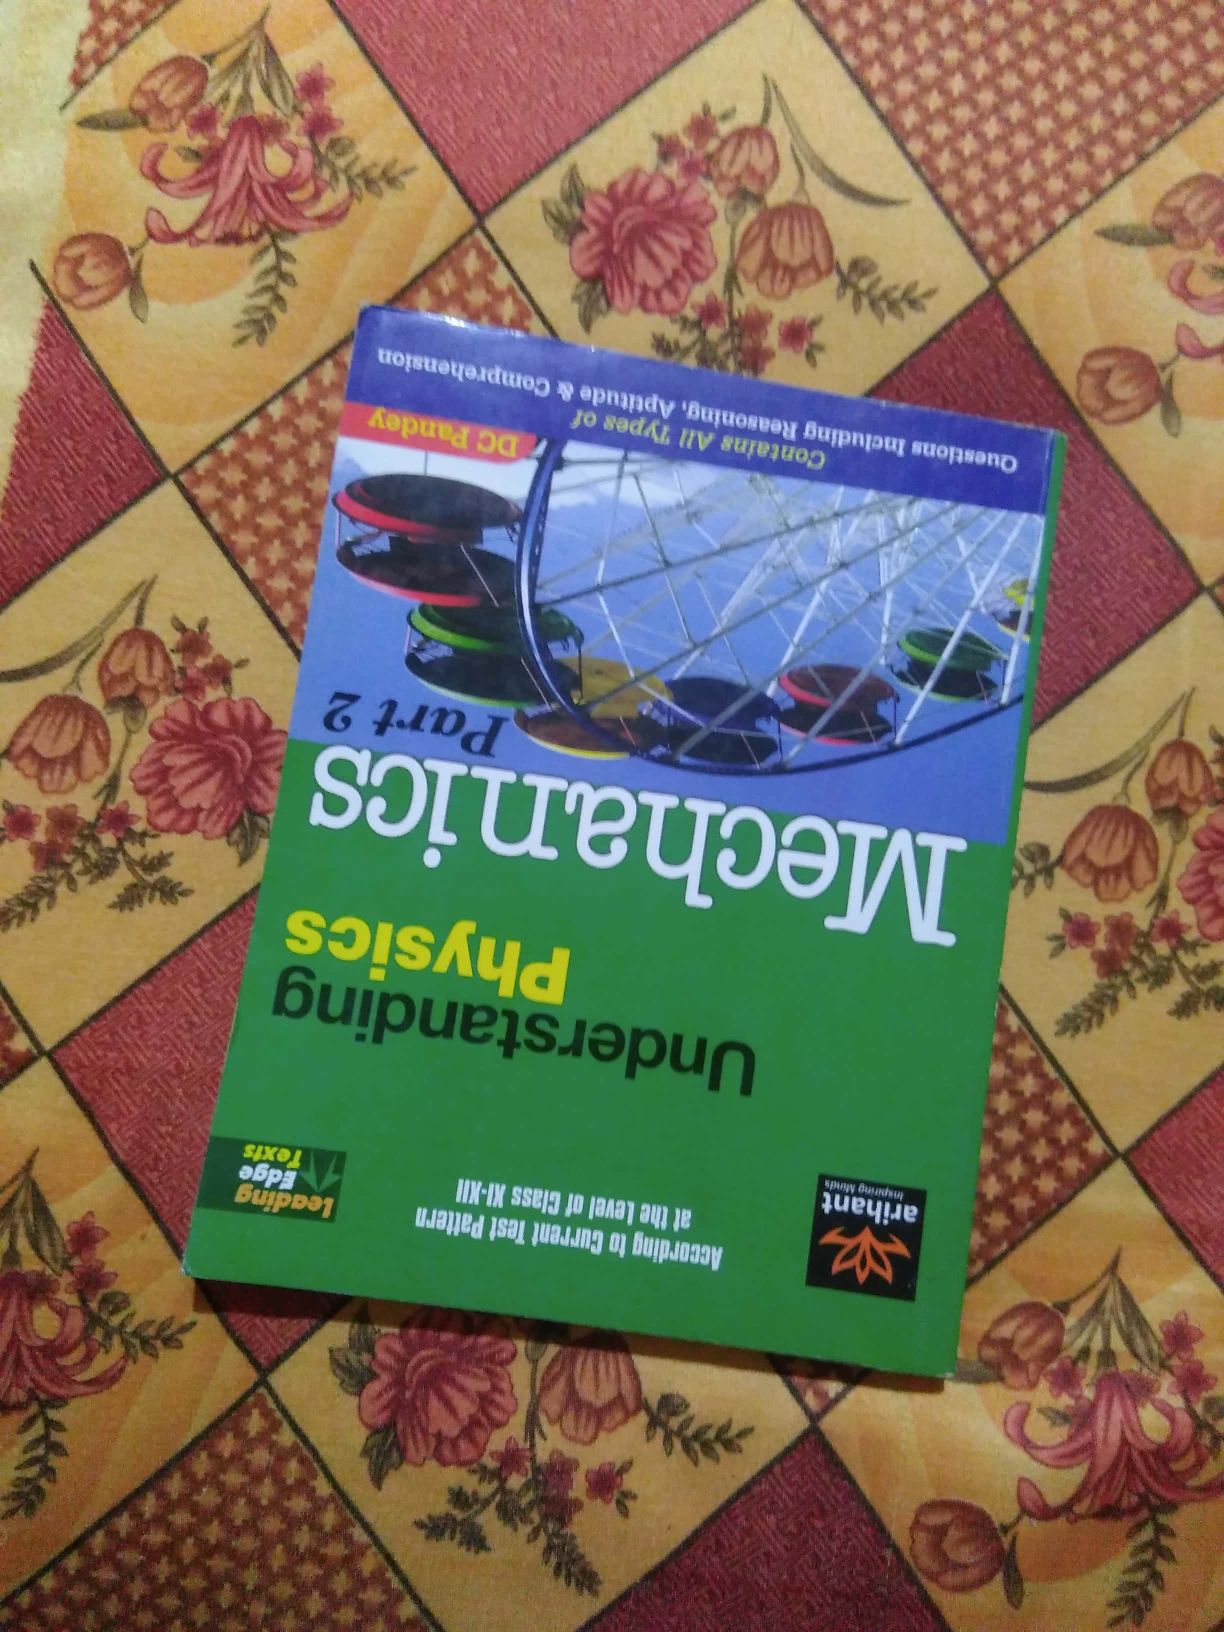 arihant
Inspiring Minds
According to Current Test Pattern
at the Level of Class XI-XII
Leading
Edge
Texts
Understanding
Physics
Mechanics
Part 2
DC Pandey
Contains All Types of
Questions Including Reasoning, Aptitude & Comprehension